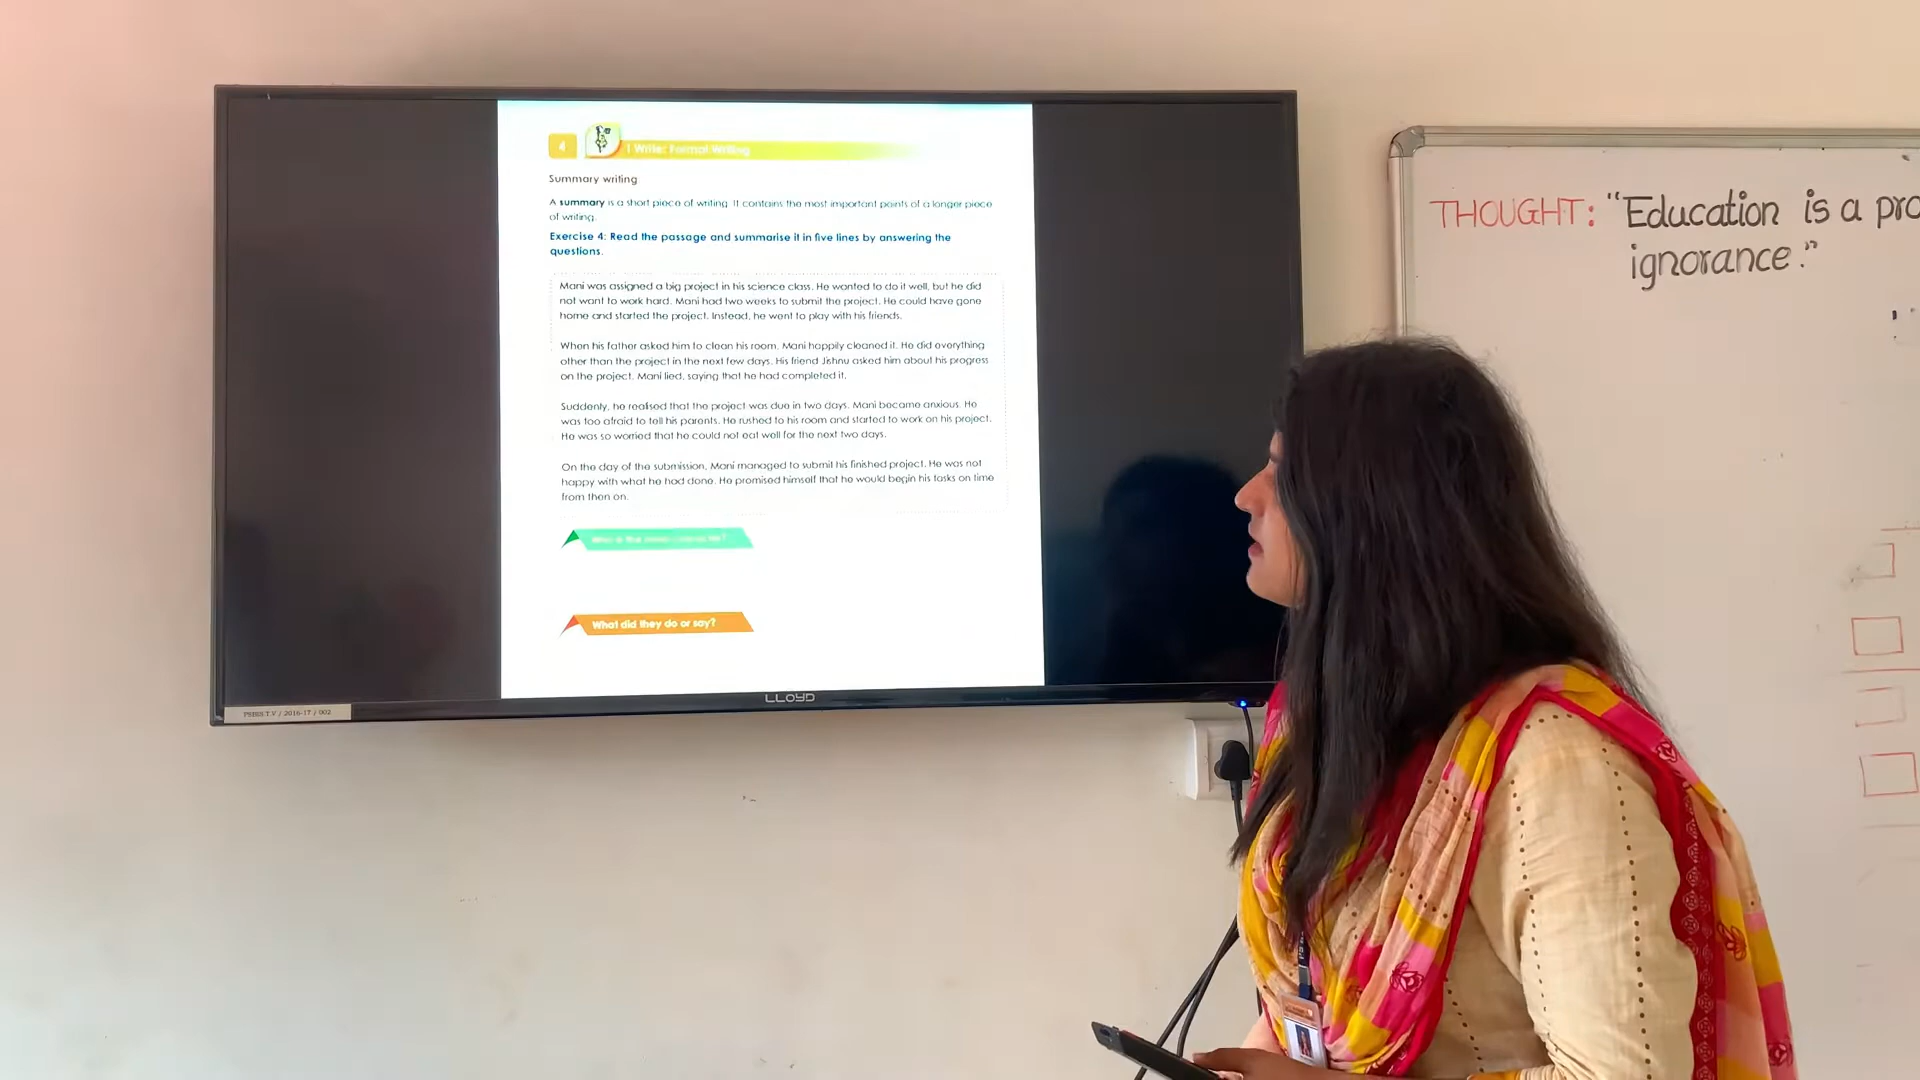 4
I Write: Formal Writing
Summary writing
A summary is a short piece of writing. It contains the most important points of a longer piece
of writing.
Exercise 4: Read the passage and summarise it in five lines by answering the
questions.
Mani was assigned a big project in his science class. He wanted to do it well, but he did
not want to work hard. Mani had two weeks to submit the project. He could have gone
home and started the project. Instead, he went to play with his friends.
When his father asked him to clean his room, Mani happily cleaned it. He did everything
other than the project in the next few days. His friend Jishnu asked him about his progress
on the project. Mani lied, saying that he had completed it.
Suddenly, he realised that the project was due in two days. Mani became anxious. He
was too afraid to tell his parents. He rushed to his room and started to work on his project.
He was so worried that he could not eat well for the next two days.
On the day of the submission, Mani managed to submit his finished project. He was not
happy with what he had done. He promised himself that he would begin his tasks on time
from then on.
What did they do or say?
LLOYD
THOUGHT: "Education is a pro
ignorance."